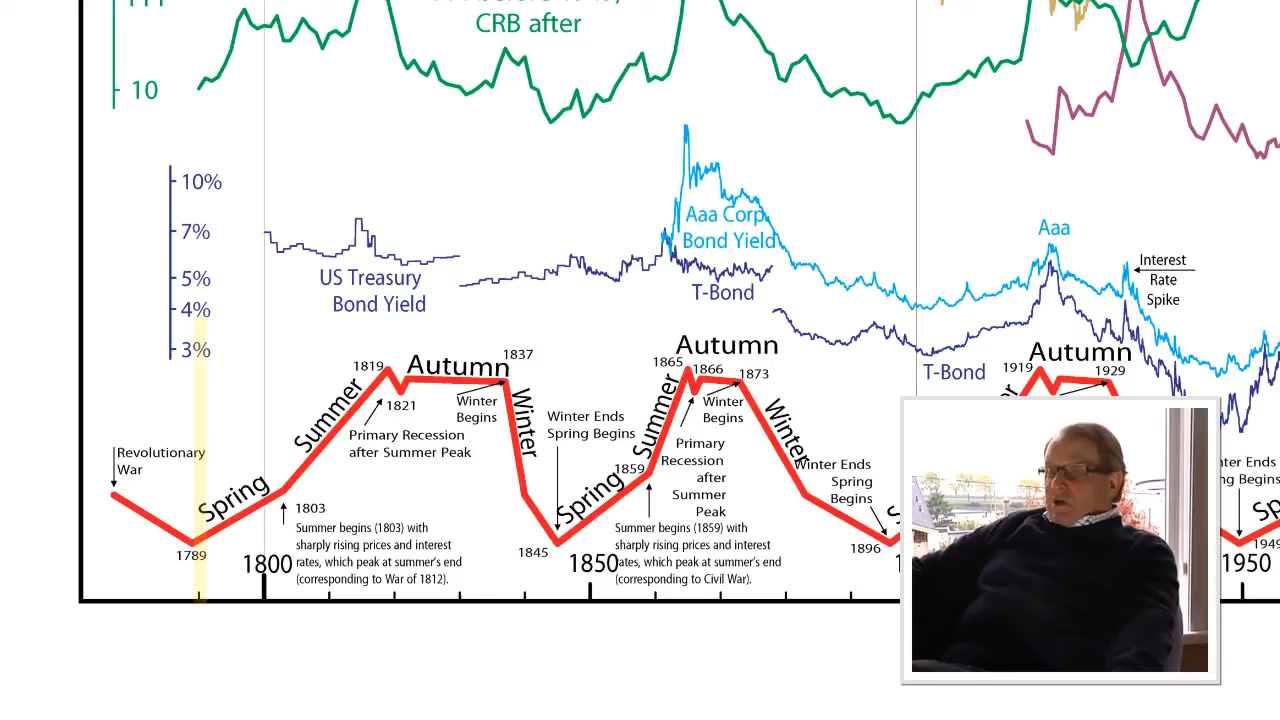 CRB after
10
10%
7%
5%
4%
3%
US Treasury
Bond Yield
Aaa Corp
Bond Yield
T-Bond
Aaa
Interest
Rate
Spike
T-Bond
Revolutionary
War
1789
Spring
1803
Summer
1819
Autumn
1837
1821
Primary Recession
after Summer Peak
Winter
Begins
Winter
Summer begins (1803) with
sharply rising prices and interest
rates, which peak at summer's end
(corresponding to War of 1812).
Winter Ends
Spring Begins
1845
Spring
1859
Summer
1865
Autumn
1866
1873
Winter
Begins
Primary
Recession
after
Summer
Peak
Winter
Summer begins (1859) with
sharply rising prices and interest
rates, which peak at summer's end
(corresponding to Civil War).
Winter Ends
Spring
Begins
1896
1919
Autumn
1929
1949
1800
1850
1950